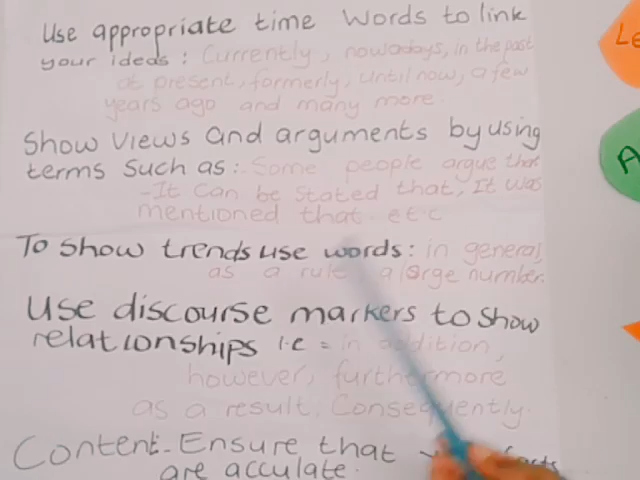 Use appropriate time words to link
your ideas: Currently, nowadays, in the past
at present, formerly, until now, a few
years ago and many more.
Show views and arguments by using
terms such as: Some people argue that
- It can be stated that, It was
mentioned that. etc
To show trends use words: in general,
as a rule a large number.
Use discourse markers to show
relationships i.e = in addition,
however, furthermore
as a result, Consequently.
Content - Ensure that facts
are acculate.
Le
A